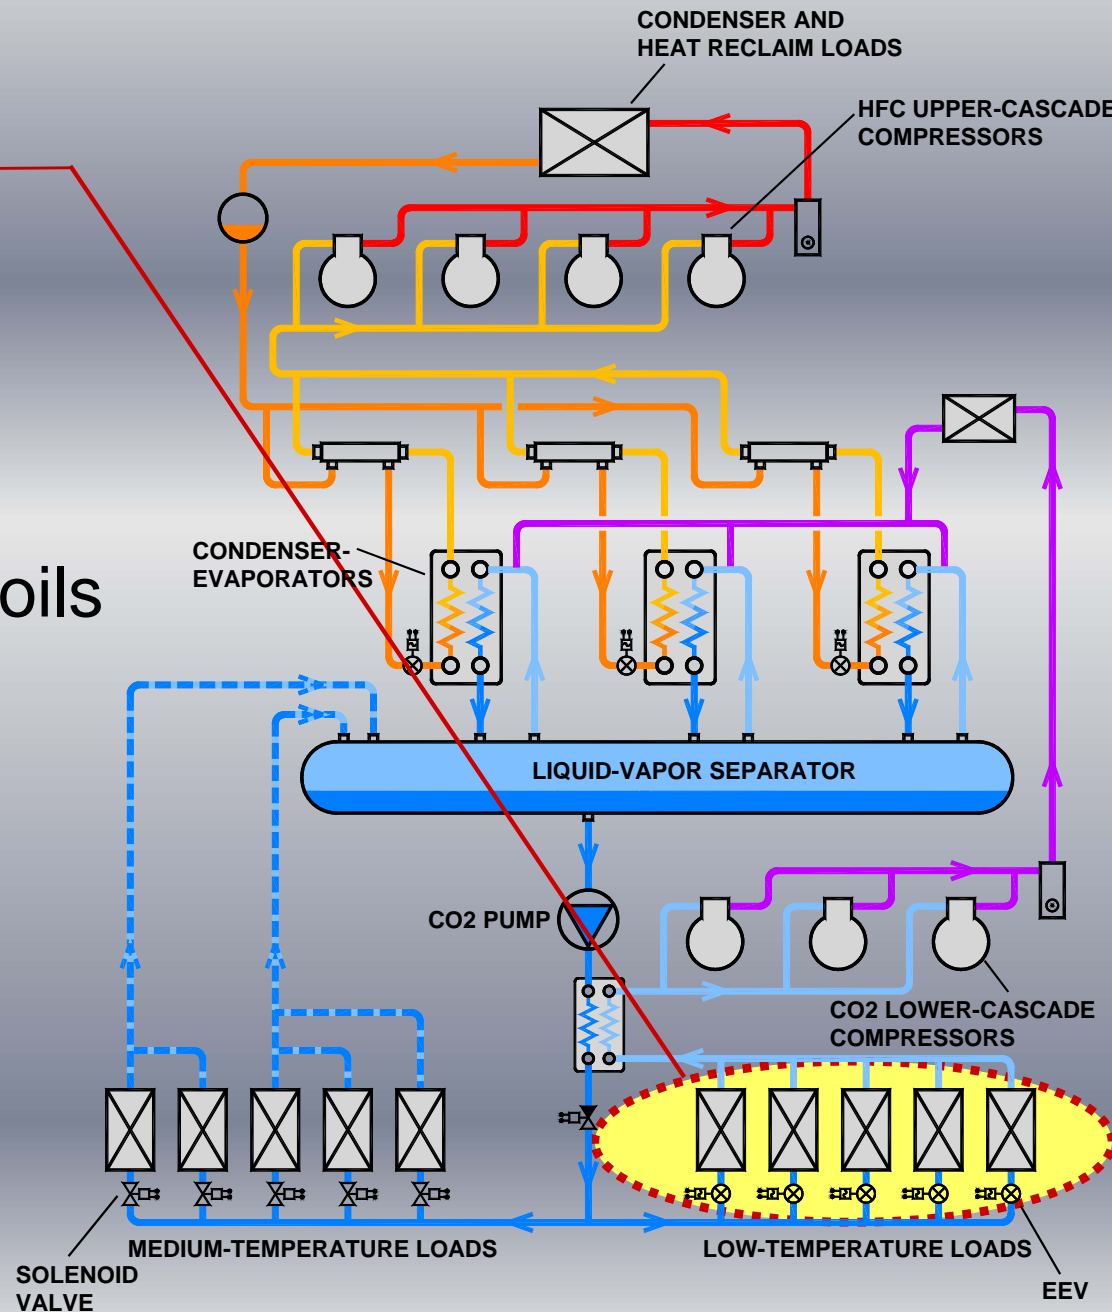 CONDENSER AND
HEAT RECLAIM LOADS
HFC UPPER-CASCADE
COMPRESSORS
CONDENSER-
EVAPORATORS
oils
LIQUID-VAPOR SEPARATOR
CO2 PUMP
CO2 LOWER-CASCADE
COMPRESSORS
MEDIUM-TEMPERATURE LOADS
LOW-TEMPERATURE LOADS
SOLENOID
VALVE
EEV